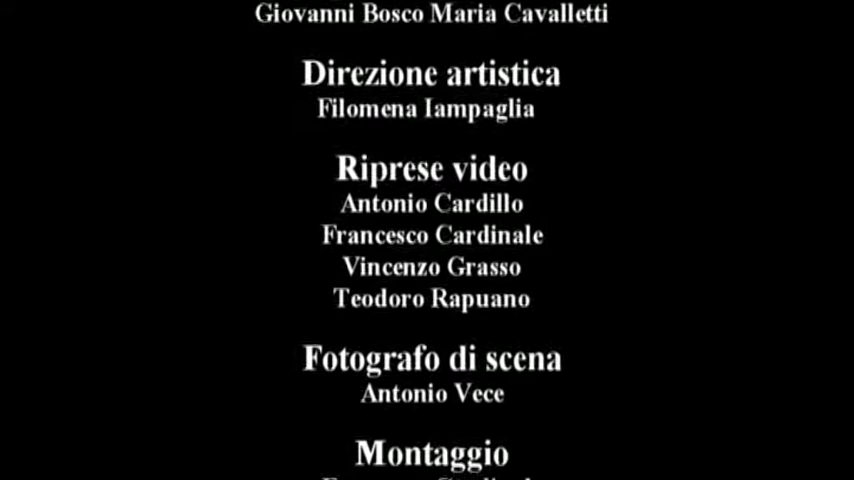 Giovanni Bosco Maria Cavalletti
Direzione artistica
Filomena Iampaglia
Riprese video
Antonio Cardillo
Francesco Cardinale
Vincenzo Grasso
Teodoro Rapuano
Fotografo di scena
Antonio Vece
Montaggio